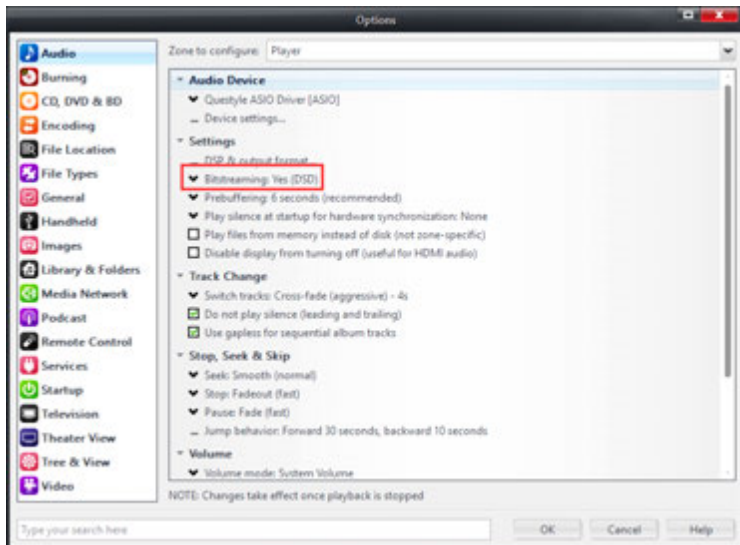 Options
Audio
Burning
CD, DVD & BD
Encoding
File Location
File Types
General
Handheld
Images
Library & Folders
Media Network
Podcast
Remote Control
Services
Startup
Television
Theater View
Tree & View
Video
Zone to configure: Player
Audio Device
Questyle ASIO Driver [ASIO]
Device settings...
Settings
DSP & output format
Bitstreaming: Yes (DSD)
Prebuffering: 6 seconds (recommended)
Play silence at startup for hardware synchronization: None
Play files from memory instead of disk (not zone-specific)
Disable display from turning off (useful for HDMI audio)
Track Change
Switch tracks: Cross-fade (aggressive) - 4s
Do not play silence (leading and trailing)
Use gapless for sequential album tracks
Stop, Seek & Skip
Seek: Smooth (normal)
Stop: Fadeout (fast)
Pause: Fade (fast)
Jump behavior: Forward 30 seconds, backward 10 seconds
Volume
Volume mode: System Volume
NOTE: Changes take effect once playback is stopped
Type your search here
OK Cancel Help